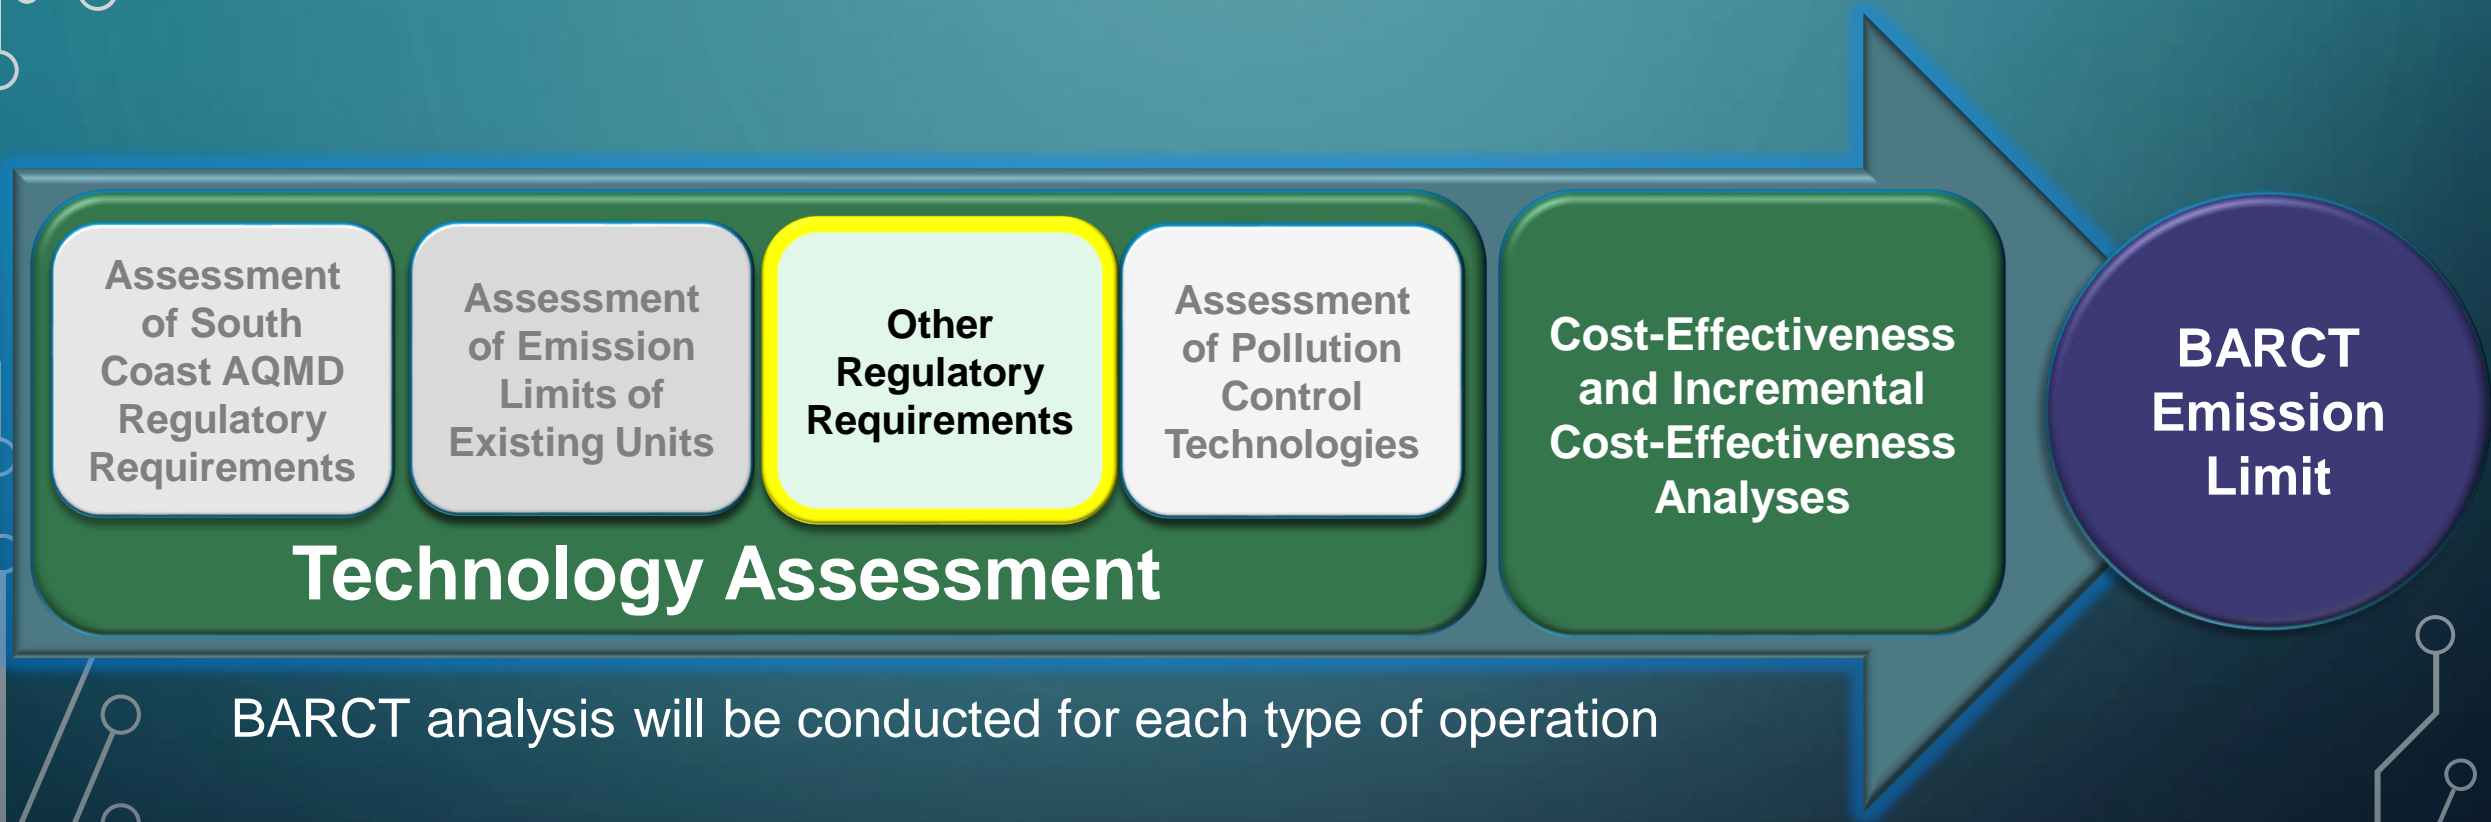 Assessment
of South
Coast AQMD
Regulatory
Requirements
Assessment
of Emission
Limits of
Existing Units
Other
Regulatory
Requirements
Assessment
of Pollution
Control
Technologies
Technology Assessment
Cost-Effectiveness
and Incremental
Cost-Effectiveness
Analyses
BARCT
Emission
Limit
BARCT analysis will be conducted for each type of operation